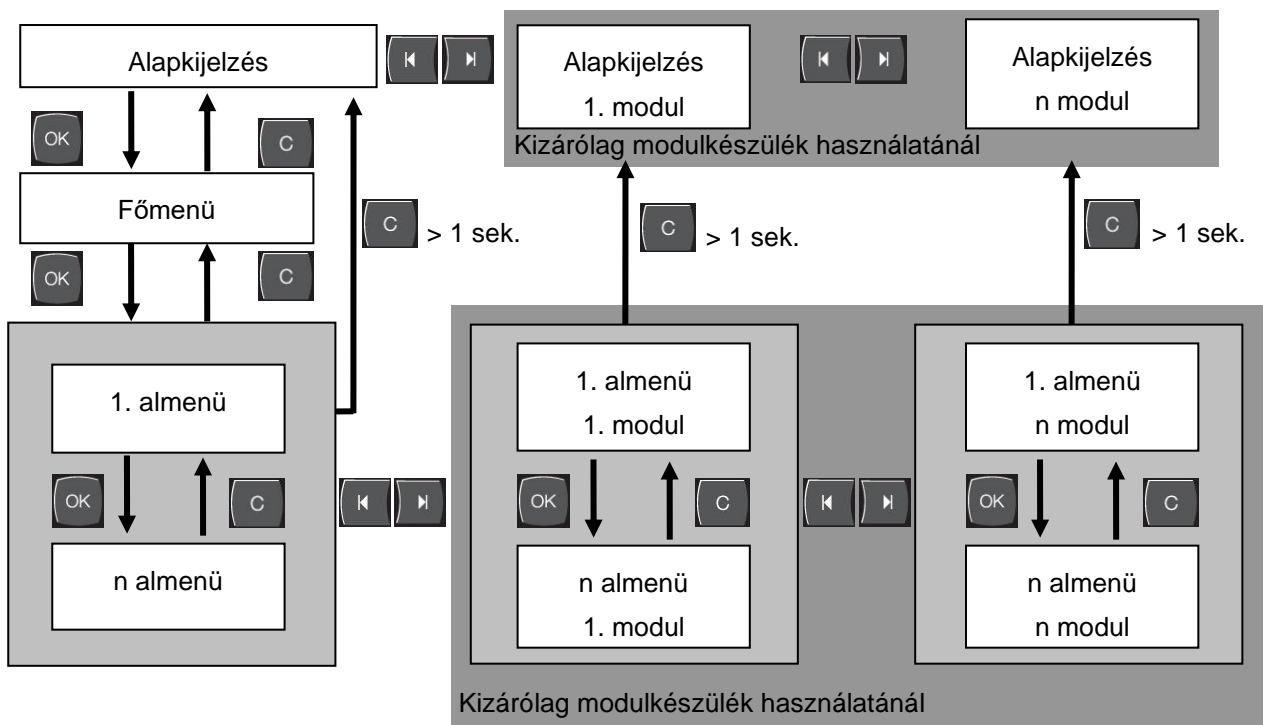 Alapkijelzés
Alapkijelzés
1. modul
Alapkijelzés
n modul
Kizárólag modulkészülék használatánál
OK
C
Főmenü
OK
C
C
> 1 sek.
C
> 1 sek.
C
> 1 sek.
1. almenü
OK
C
n almenü
1. almenü
1. modul
OK
C
n almenü
1. modul
1. almenü
n modul
OK
C
n almenü
n modul
Kizárólag modulkészülék használatánál